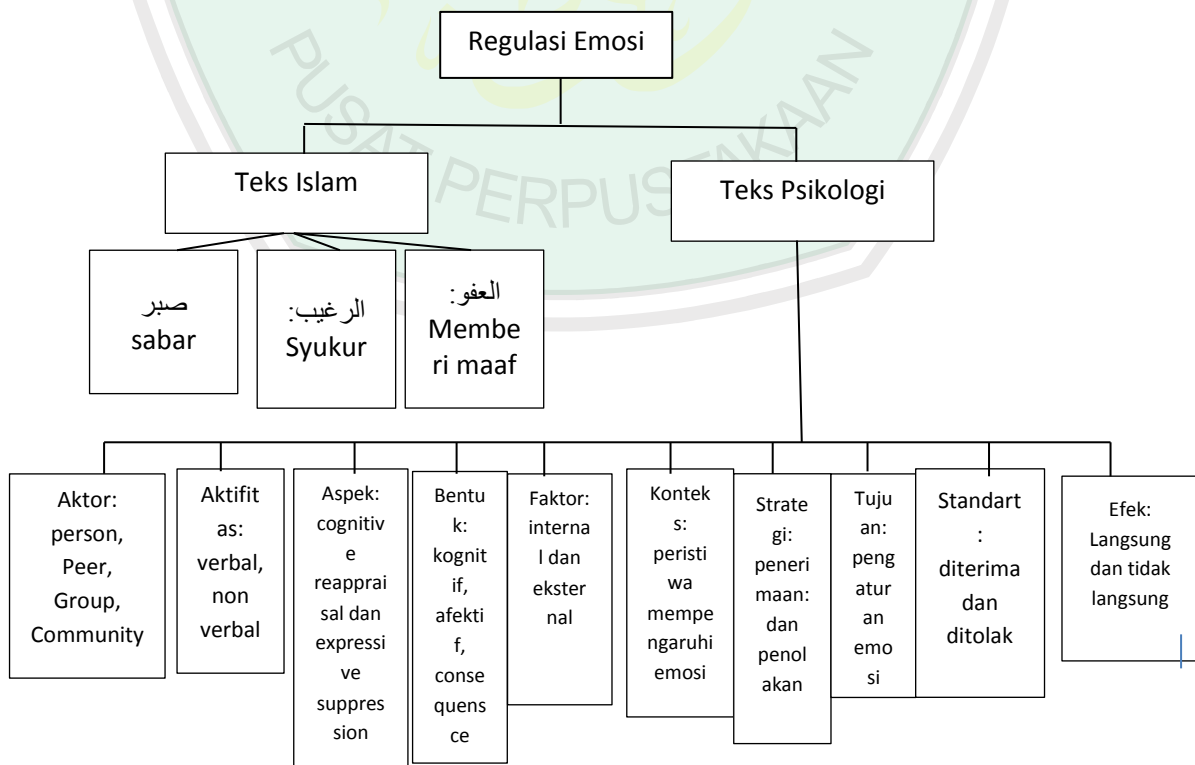 Regulasi Emosi
PUSAT PERPUSTAKAAN
Teks Islam
Teks Psikologi
صبر
sabar
الرغيب:
Syukur
العفو:
Membe
ri maaf
Aktor:
person,
Peer,
Group,
Community
Aktifit
as:
verbal,
non
verbal
Aspek:
cognitiv
e
reapprai
sal dan
expressi
ve
suppres
sion
Bentu
k:
kognit
if,
afekti
f,
conse
quens
ce
Faktor:
interna
l dan
ekster
nal
Kontek
s:
peristi
wa
mempe
ngaruhi
emosi
Strate
gi:
peneri
maan:
dan
penol
akan
Tuju
an:
peng
atur
an
emo
si
Standart
:
diterima
dan
ditolak
Efek:
Langsung
dan tidak
langsung